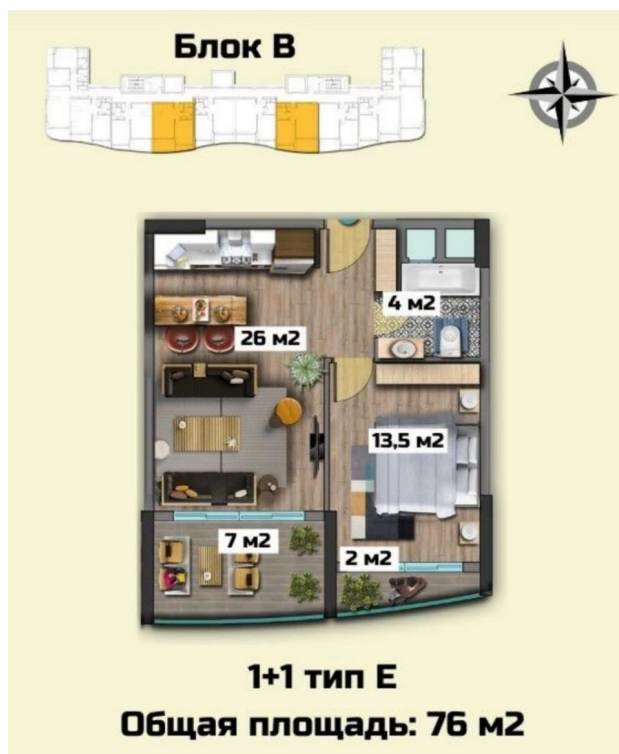 Блок В
4 м2
26 м2
13,5 м2
7 м2
2 м2
1+1 тип Е
Общая площадь: 76 м2